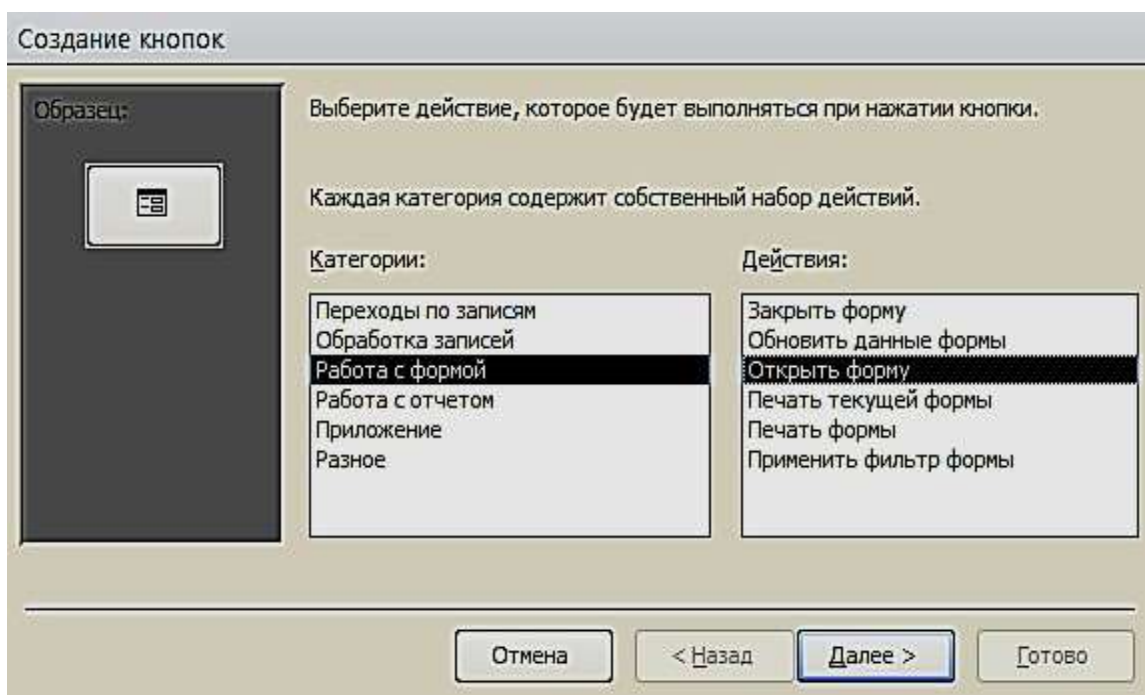 Создание кнопок
Образец:
Выберите действие, которое будет выполняться при нажатии кнопки.
Каждая категория содержит собственный набор действий.
Категории:
Переходы по записям
Обработка записей
Работа с формой
Работа с отчетом
Приложение
Разное
Действия:
Закрыть форму
Обновить данные формы
Открыть форму
Печать текущей формы
Печать формы
Применить фильтр формы
Отмена
< Назад
Далее >
Готово